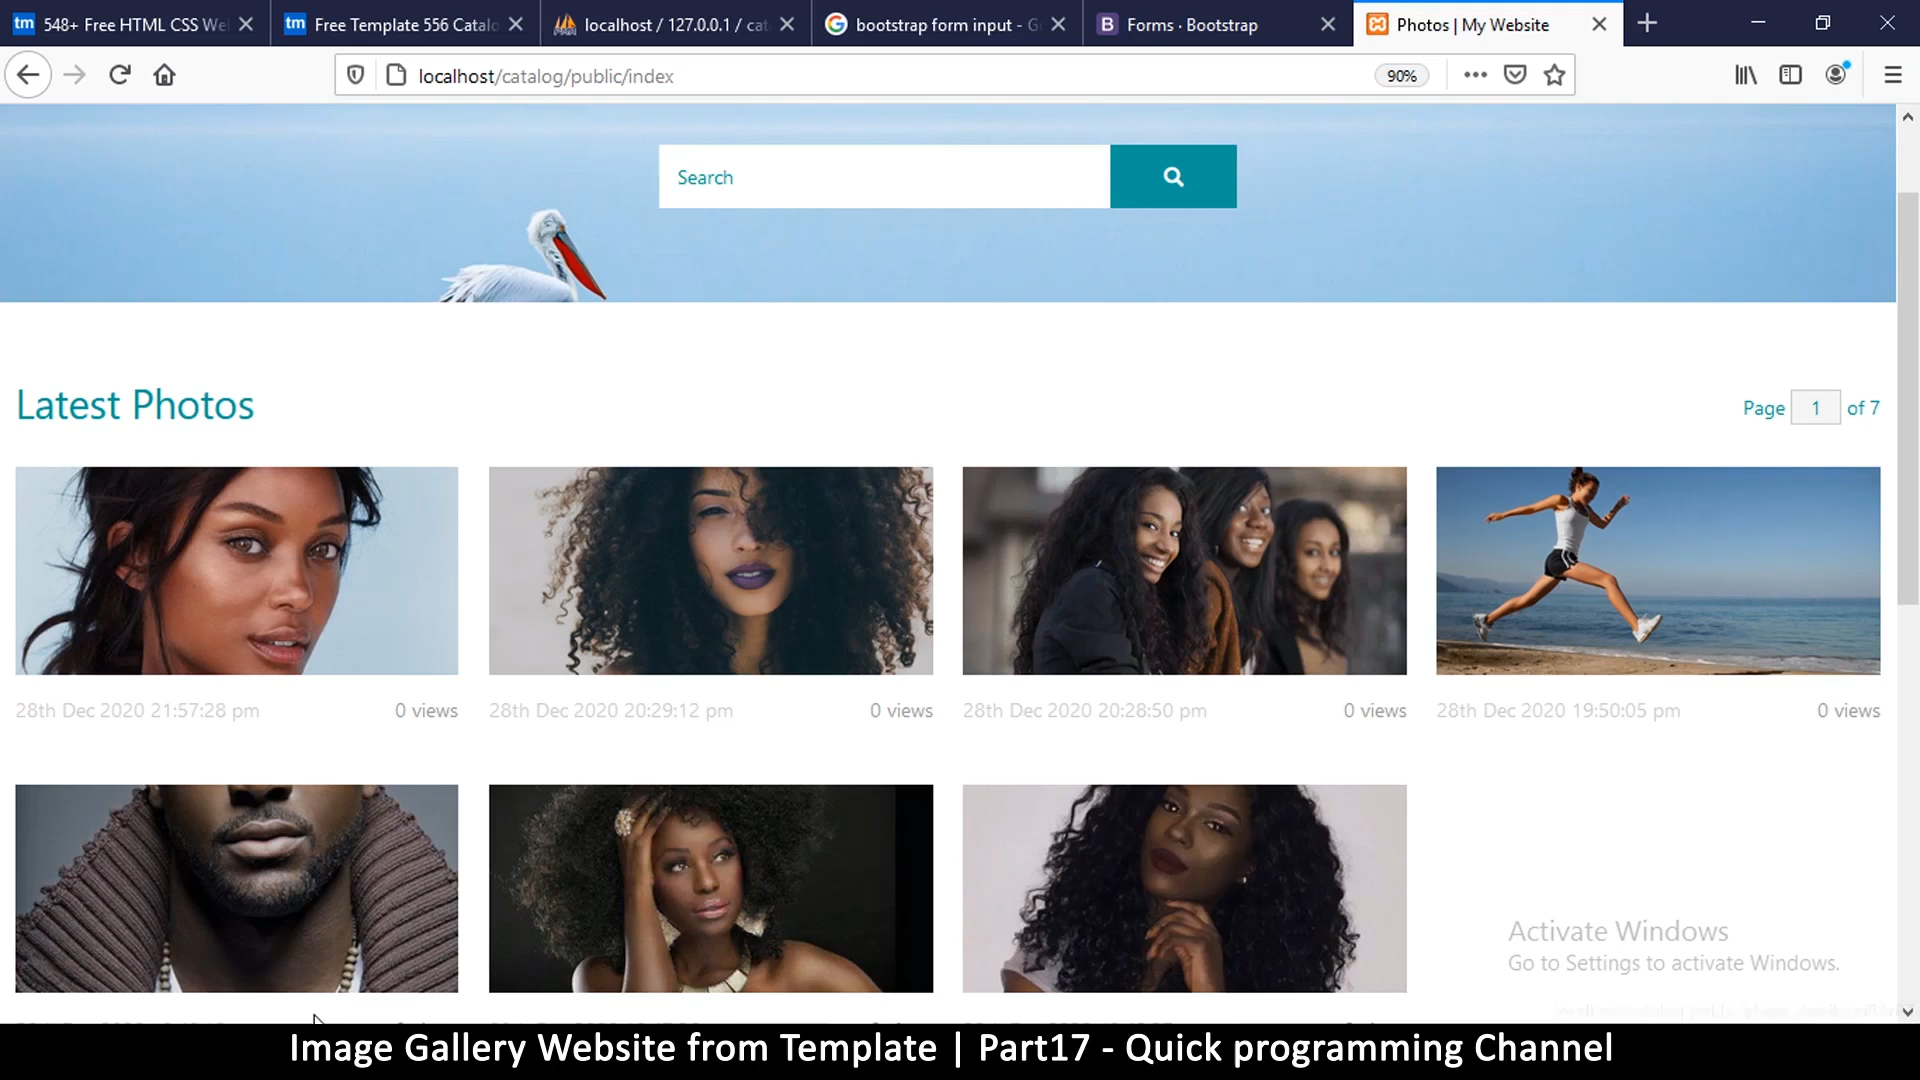 548+ Free HTML CSS We
Free Template 556 Catalo
localhost / 127.0.0.1 / cat
bootstrap form input - Go
Forms · Bootstrap
Photos | My Website
localhost/catalog/public/index
90%
Search
Latest Photos
Page 1 of 7
28th Dec 2020 21:57:28 pm
0 views
28th Dec 2020 20:29:12 pm
0 views
28th Dec 2020 20:28:50 pm
0 views
28th Dec 2020 19:50:05 pm
0 views
Activate Windows
Go to Settings to activate Windows.
Image Gallery Website from Template | Part17 - Quick programming Channel